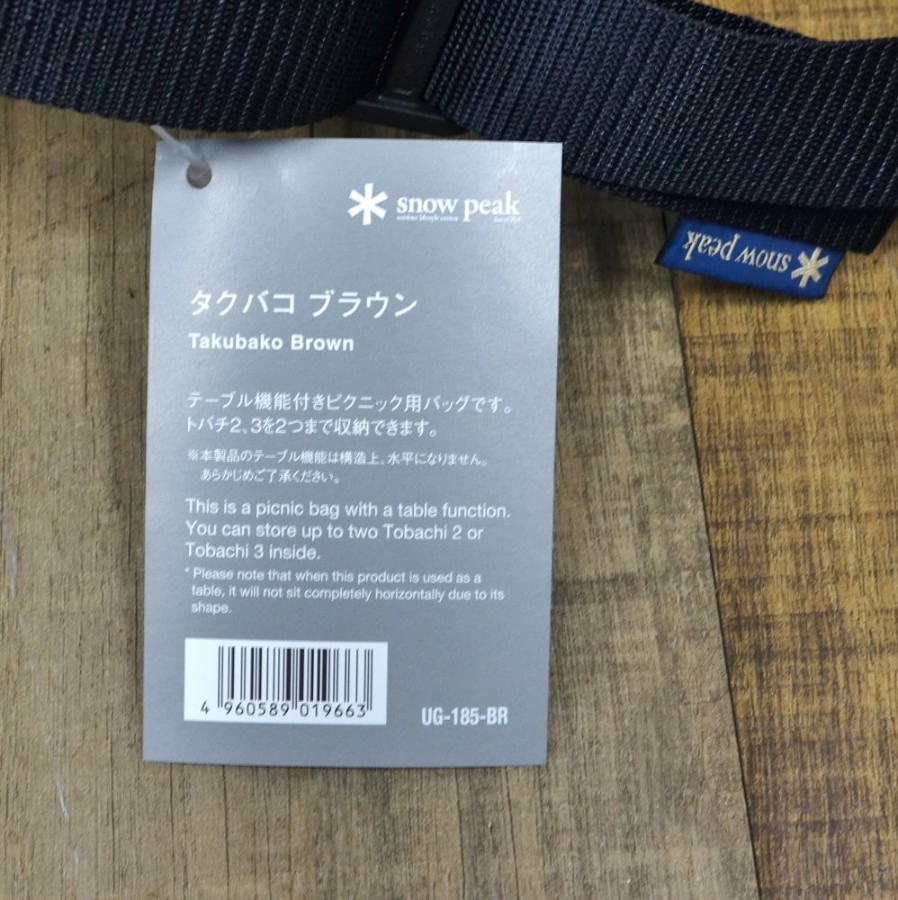 snow peak
snow peak
タクバコ ブラウン
Takubako Brown
テーブル機能付きピクニック用バッグです。
トバチ2、3を2つまで収納できます。
※本製品のテーブル機能は構造上、水平になりません。
あらかじめご了承ください。
This is a picnic bag with a table function.
You can store up to two Tobachi 2 or
Tobachi 3 inside.
* Please note that when this product is used as a
table, it will not sit completely horizontally due to its
shape.
4 960589 019663
UG-185-BR